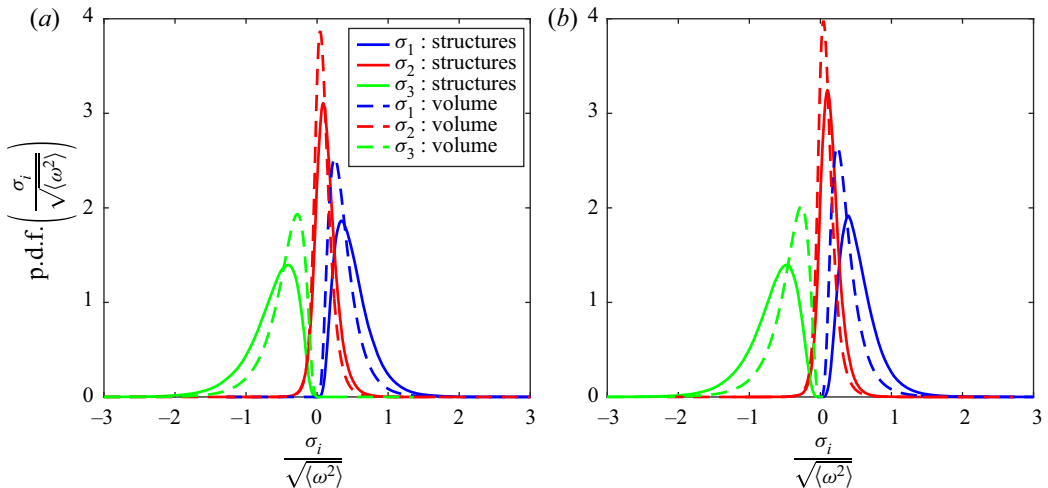 (a)
4
3
2
1
0
p.d.f. (σi / √⟨ω²⟩)
σ1 : structures
σ2 : structures
σ3 : structures
σ1 : volume
σ2 : volume
σ3 : volume
−3 −2 −1 0 1 2 3
σi
√⟨ω²⟩
(b)
4
3
2
1
0
−3 −2 −1 0 1 2 3
σi
√⟨ω²⟩